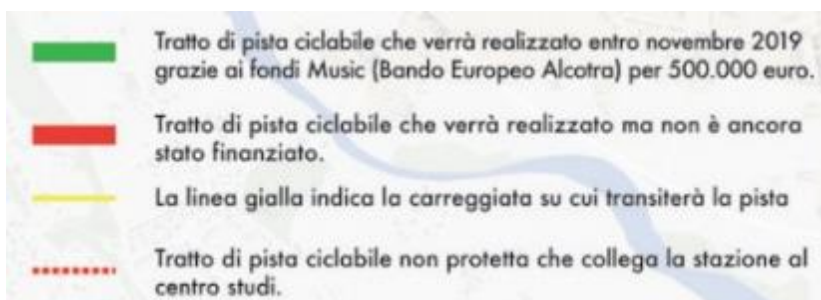 Tratto di pista ciclabile che verrà realizzato entro novembre 2019
grazie ai fondi Music (Bando Europeo Alcotra) per 500.000 euro.
Tratto di pista ciclabile che verrà realizzato ma non è ancora
stato finanziato.
La linea gialla indica la carreggiata su cui transiterà la pista
Tratto di pista ciclabile non protetta che collega la stazione al
centro studi.